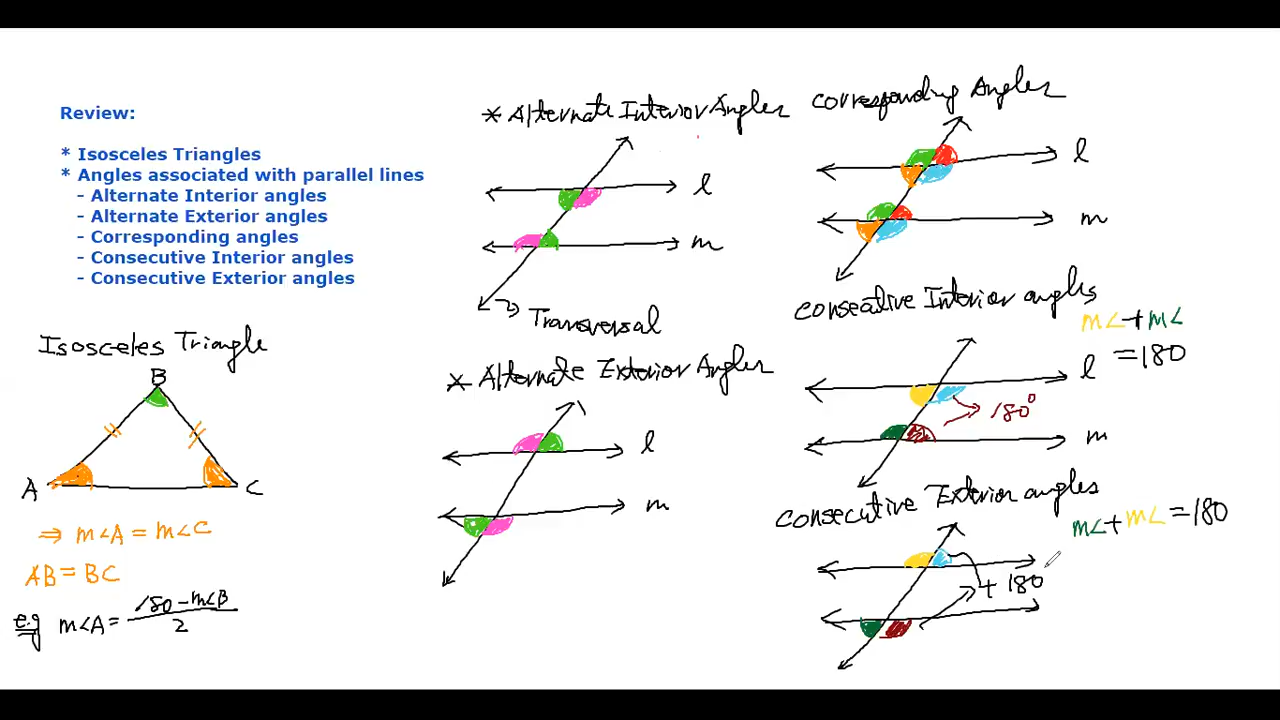 Review:
* Isosceles Triangles
* Angles associated with parallel lines
- Alternate Interior angles
- Alternate Exterior angles
- Corresponding angles
- Consecutive Interior angles
- Consecutive Exterior angles
Isosceles Triangle
B
A
C
⇒ m∠A = m∠C
AB = BC
e.g m∠A = (180 - m∠B) / 2
* Alternate Interior Angles
l
m
Transversal
* Alternate Exterior Angles
l
m
Corresponding Angles
l
m
Consecutive Interior angles
m∠ + m∠
= 180
l
180°
m
Consecutive Exterior angles
m∠ + m∠ = 180
+ 180